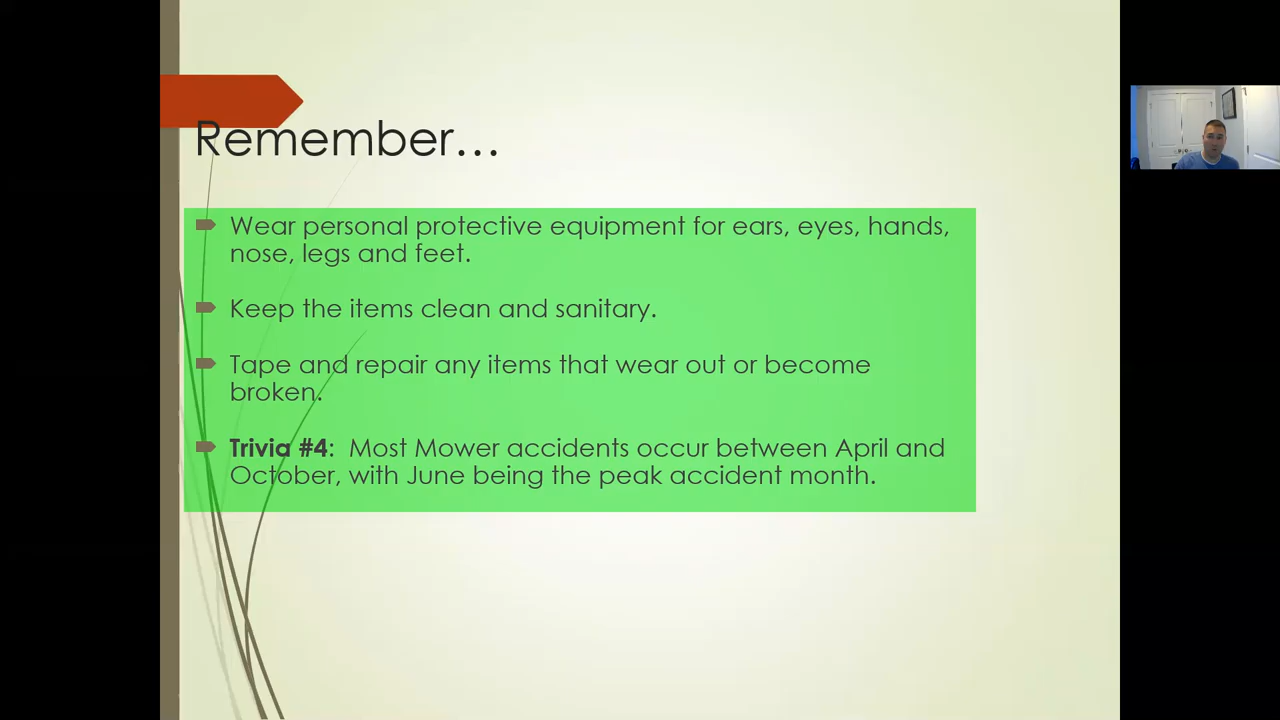 Remember…
Wear personal protective equipment for ears, eyes, hands,
nose, legs and feet.
Keep the items clean and sanitary.
Tape and repair any items that wear out or become
broken.
Trivia #4:  Most Mower accidents occur between April and
October, with June being the peak accident month.